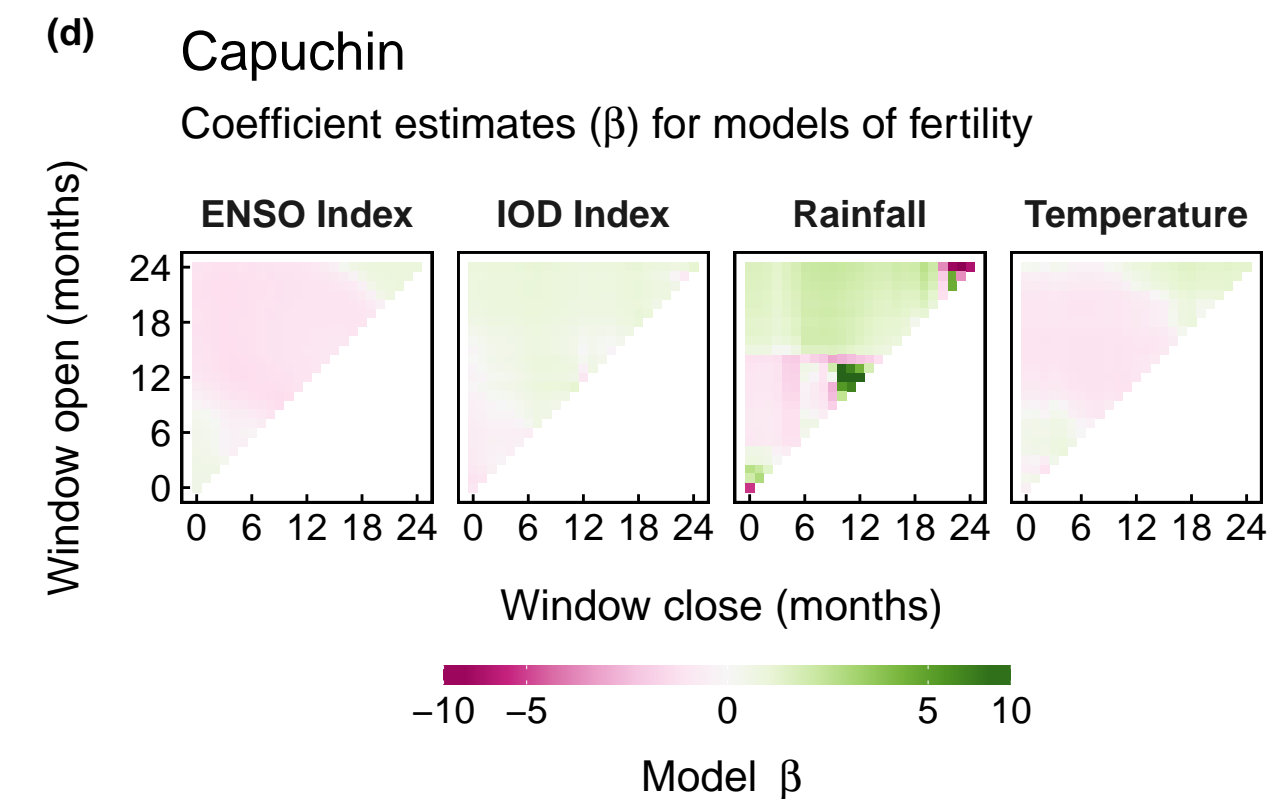 (d)
Capuchin
Coefficient estimates (β) for models of fertility
ENSO Index
IOD Index
Rainfall
Temperature
Window open (months)
24
18
12
6
0
0 6 12 18 24
0 6 12 18 24
0 6 12 18 24
0 6 12 18 24
Window close (months)
−10 −5 0 5 10
Model β